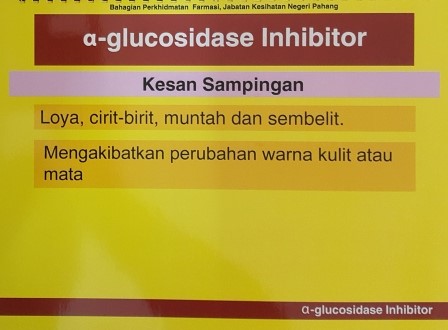 Bahagian Perkhidmatan Farmasi, Jabatan Kesihatan Negeri Pahang
α-glucosidase Inhibitor
Kesan Sampingan
Loya, cirit-birit, muntah dan sembelit.
Mengakibatkan perubahan warna kulit atau
mata
α-glucosidase Inhibitor